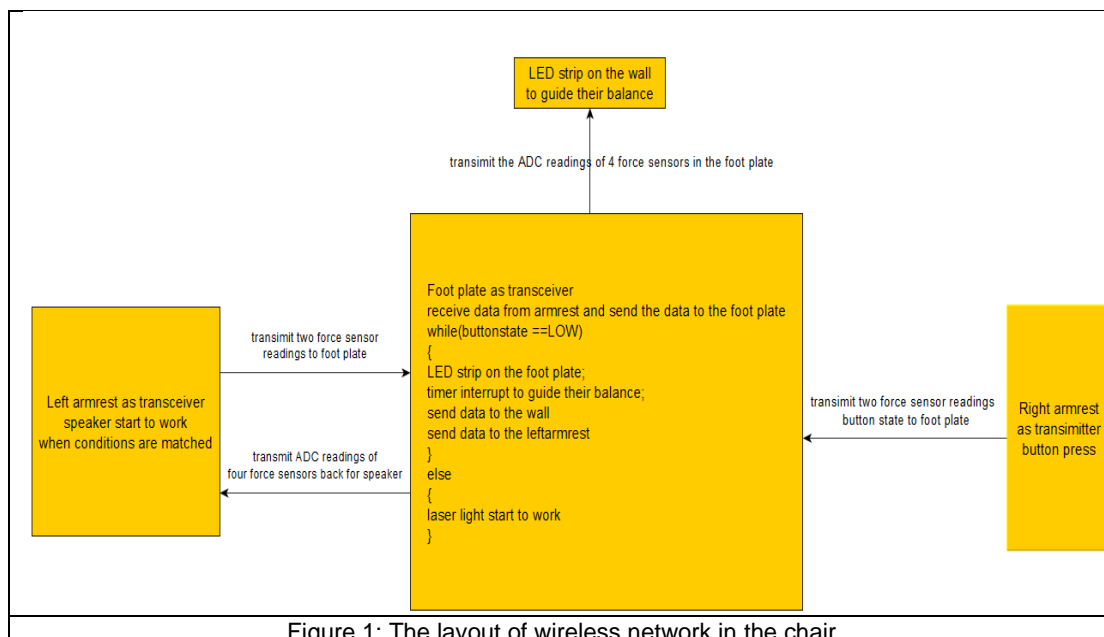 LED strip on the wall
to guide their balance
transimit the ADC readings of 4 force sensors in the foot plate
Foot plate as transceiver
receive data from armrest and send the data to the foot plate
while(buttonstate ==LOW)
{
LED strip on the foot plate;
timer interrupt to guide their balance;
send data to the wall
send data to the leftarmrest
}
else
{
laser light start to work
}
Left armrest as transceiver
speaker start to work
when conditions are matched
transimit two force sensor
readings to foot plate
transmit ADC readings of
four force sensors back for speaker
transimit two force sensor readings
button state to foot plate
Right armrest
as transimitter
button press
Figure 1: The layout of wireless network in the chair